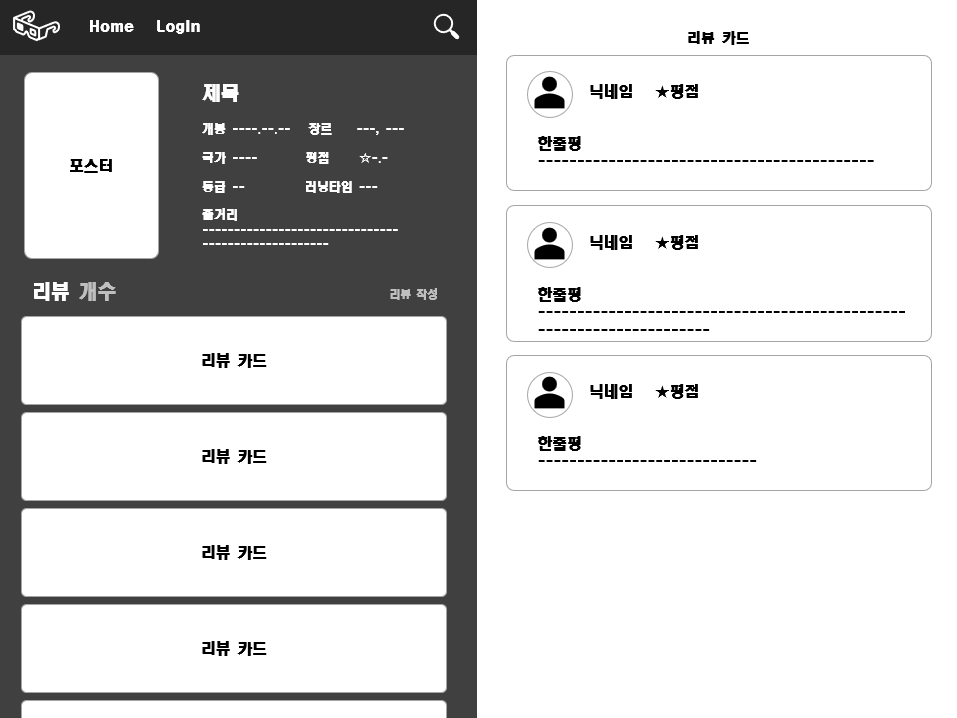 Home Login
포스터
제목
개봉 ----.--.-- 장르 ---, ---
국가 ---- 평점 ☆-.-
등급 -- 러닝타임 ---
줄거리
-------------------------------
--------------------
리뷰 개수 리뷰 작성
리뷰 카드
리뷰 카드
리뷰 카드
리뷰 카드
리뷰 카드
닉네임 ★평점
한줄평
-------------------------------------------
닉네임 ★평점
한줄평
-----------------------------------------------
----------------------
닉네임 ★평점
한줄평
----------------------------